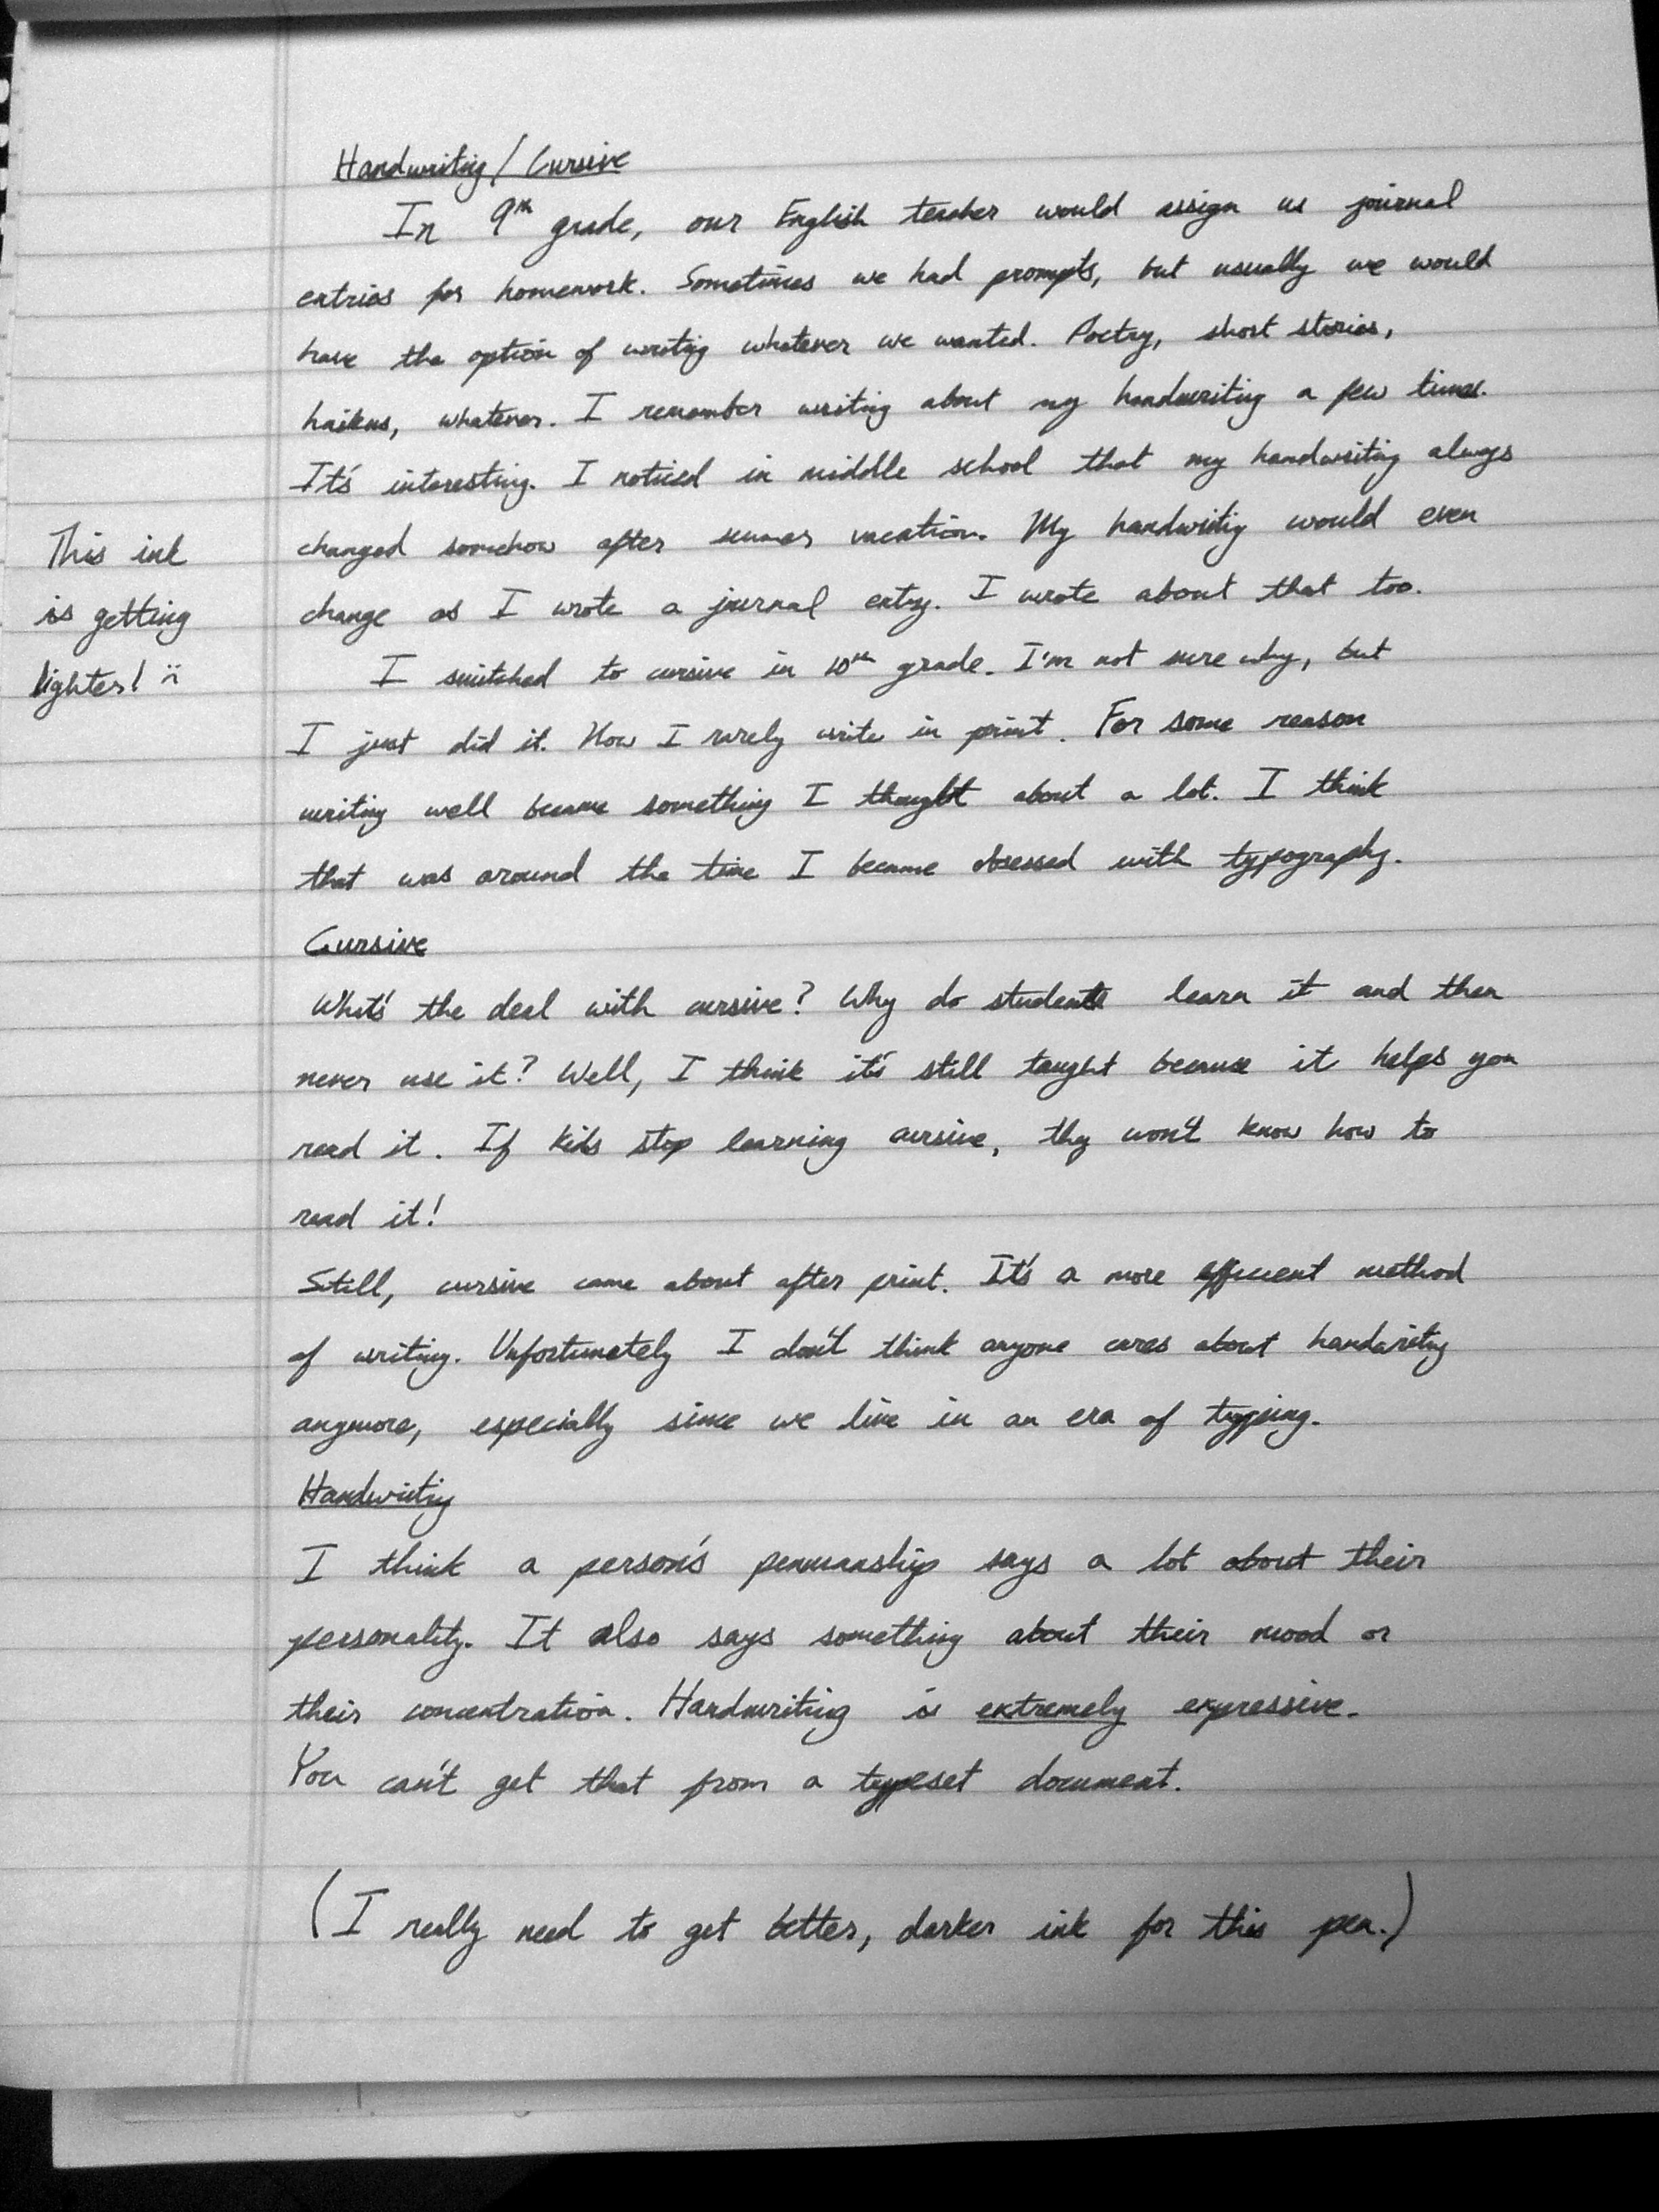 Handwriting / Cursive
In 9th grade, our English teacher would assign us journal
entries for homework. Sometimes we had prompts, but usually we would
have the option of writing whatever we wanted. Poetry, short stories,
haikus, whatever. I remember writing about my handwriting a few times.
It's interesting. I noticed in middle school that my handwriting always
changed somehow after summer vacation. My handwriting would even
change as I wrote a journal entry. I wrote about that too.
This ink
is getting
lighter! :(
I switched to cursive in 10th grade. I'm not sure why, but
I just did it. Now I rarely write in print. For some reason
writing well became something I thought about a lot. I think
that was around the time I became obsessed with typography.
Cursive
What's the deal with cursive? Why do students learn it and then
never use it? Well, I think it's still taught because it helps you
read it. If kids stop learning cursive, they won't know how to
read it!
Still, cursive came about after print. It's a more efficient method
of writing. Unfortunately I don't think anyone cares about handwriting
anymore, especially since we live in an era of typing.
Handwriting
I think a person's penmanship says a lot about their
personality. It also says something about their mood or
their concentration. Handwriting is extremely expressive.
You can't get that from a typeset document.
(I really need to get better, darker ink for this pen.)